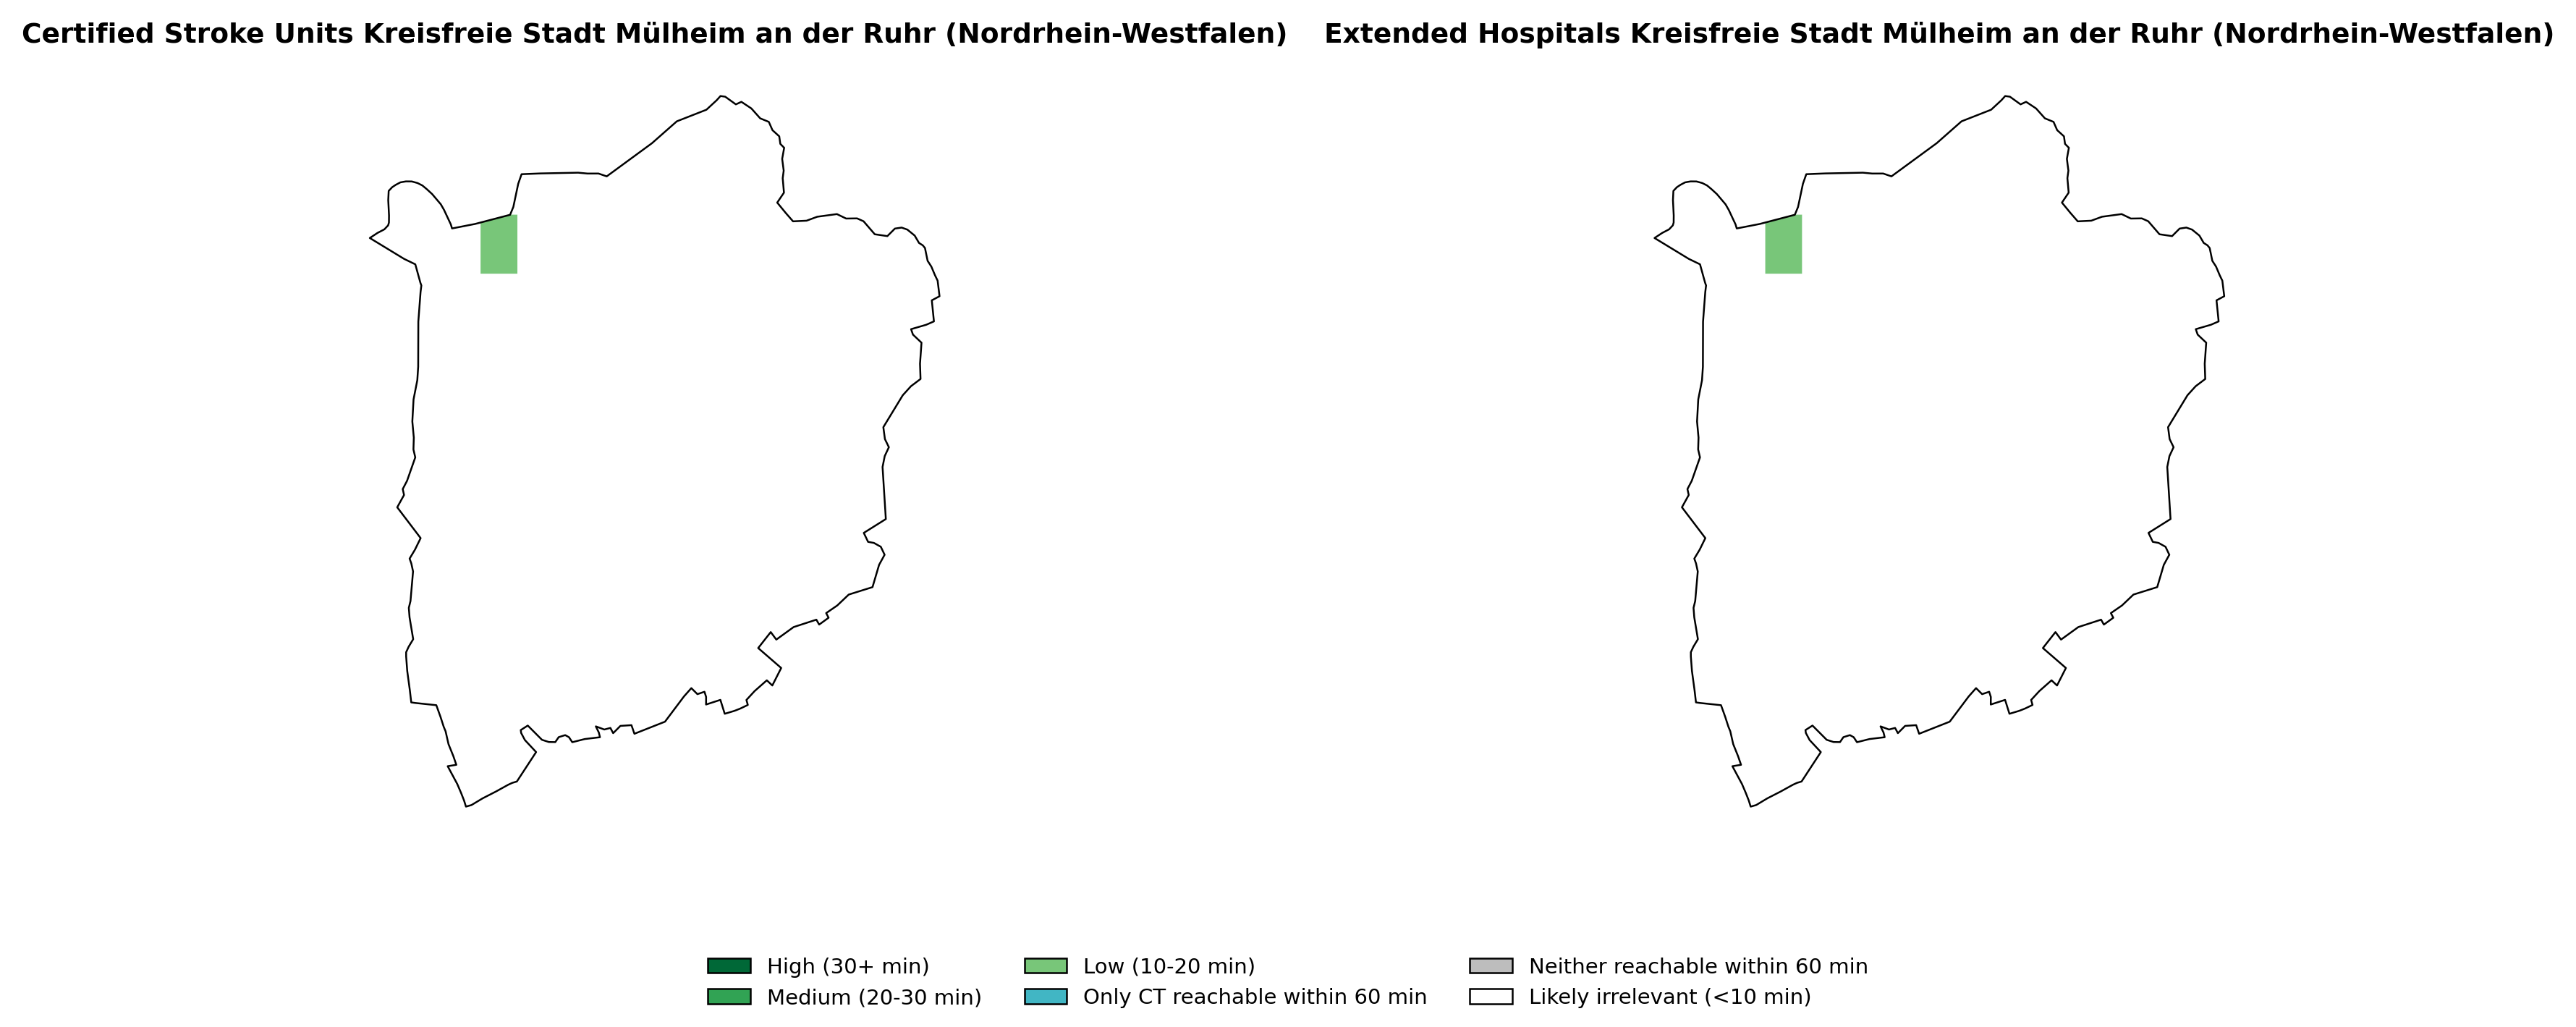 Certified Stroke Units Kreisfreie Stadt Mülheim an der Ruhr (Nordrhein-Westfalen)
Extended Hospitals Kreisfreie Stadt Mülheim an der Ruhr (Nordrhein-Westfalen)
High (30+ min)
Medium (20-30 min)
Low (10-20 min)
Only CT reachable within 60 min
Neither reachable within 60 min
Likely irrelevant (<10 min)